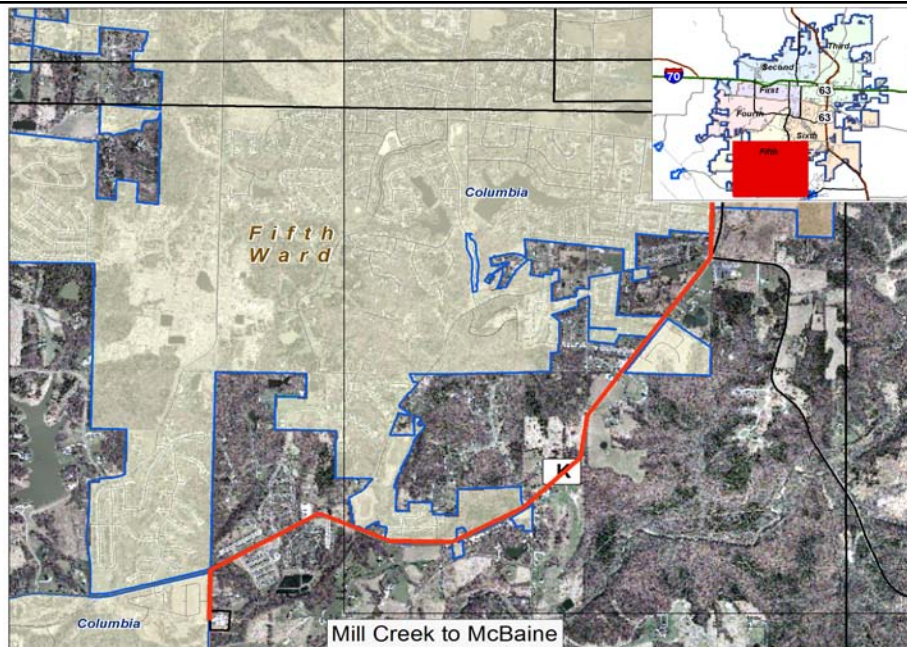 Third
Second
70
First
63
Fourth
63
Sixth
Fifth
Columbia
Fifth
Ward
K
Columbia
Mill Creek to McBaine